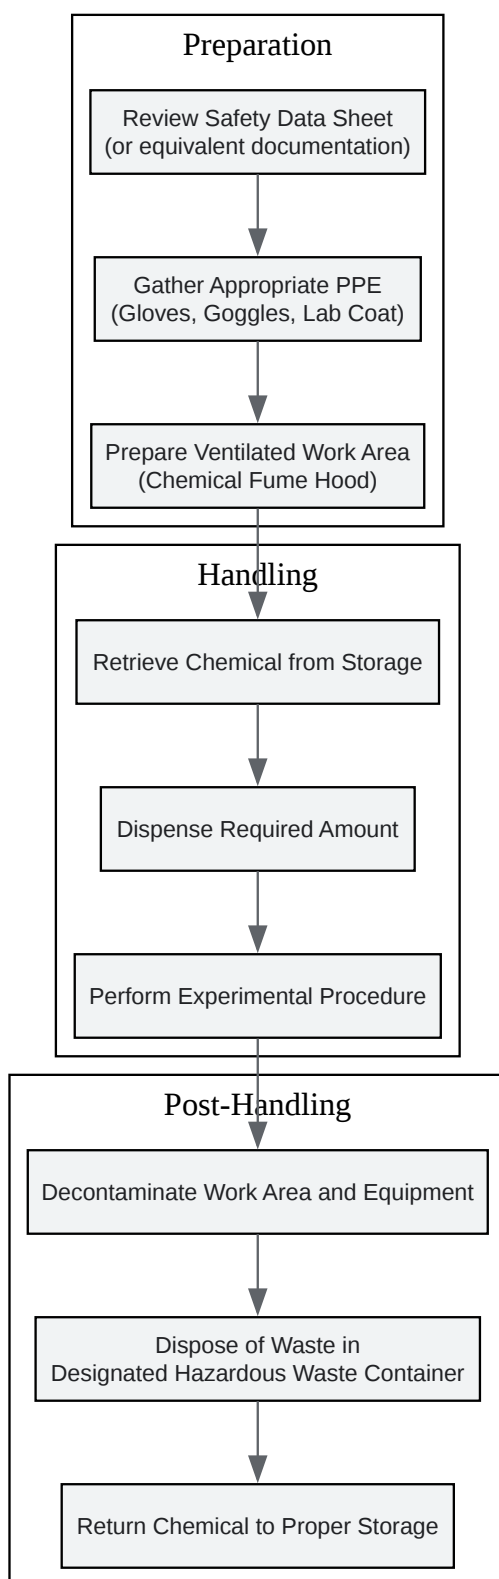 Preparation
Review Safety Data Sheet
(or equivalent documentation)
Gather Appropriate PPE
(Gloves, Goggles, Lab Coat)
Prepare Ventilated Work Area
(Chemical Fume Hood)
Handling
Retrieve Chemical from Storage
Dispense Required Amount
Perform Experimental Procedure
Post-Handling
Decontaminate Work Area and Equipment
Dispose of Waste in
Designated Hazardous Waste Container
Return Chemical to Proper Storage